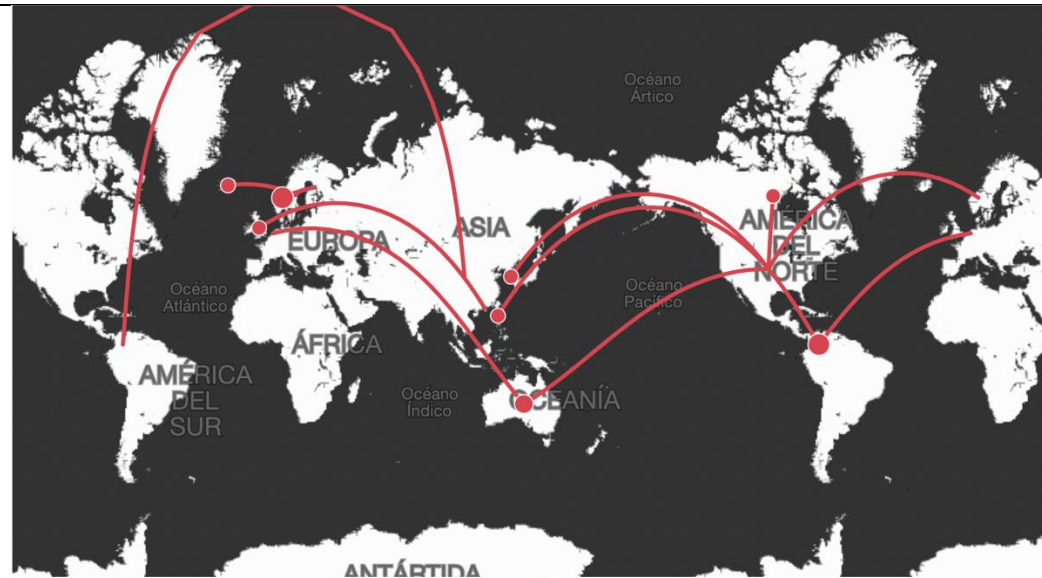 Océano
Ártico
ASIA
EUROPA
AMÉRICA
DEL
NORTE
Océano
Atlántico
Océano
Pacífico
ÁFRICA
AMÉRICA
DEL
SUR
Océano
Índico
OCEANÍA
ANTÁRTIDA